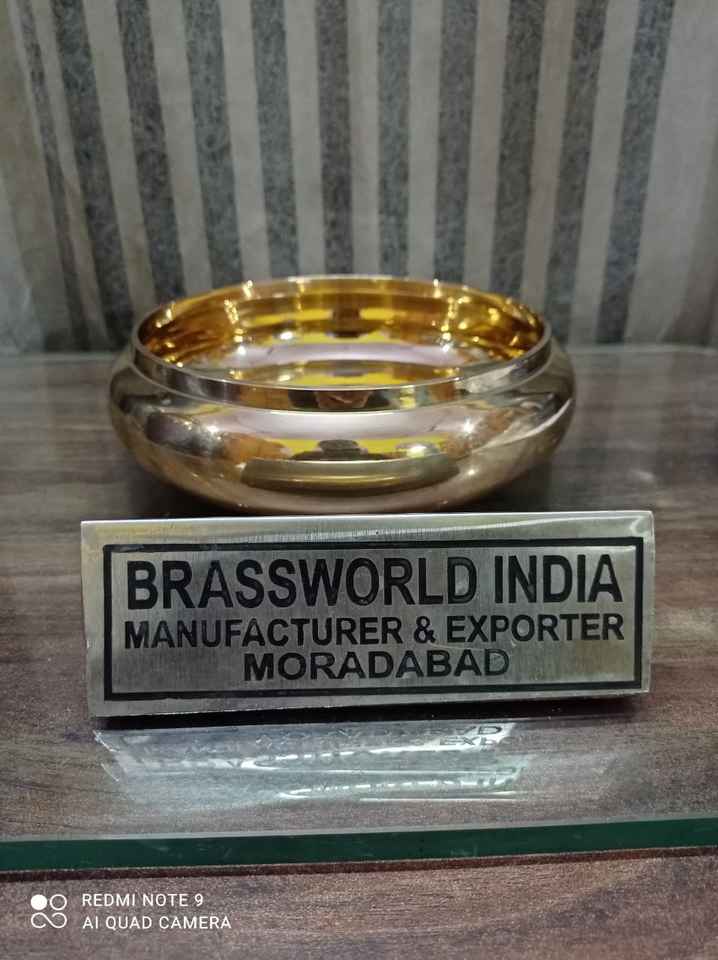 BRASSWORLD INDIA
MANUFACTURER & EXPORTER
MORADABAD
REDMI NOTE 9
AI QUAD CAMERA